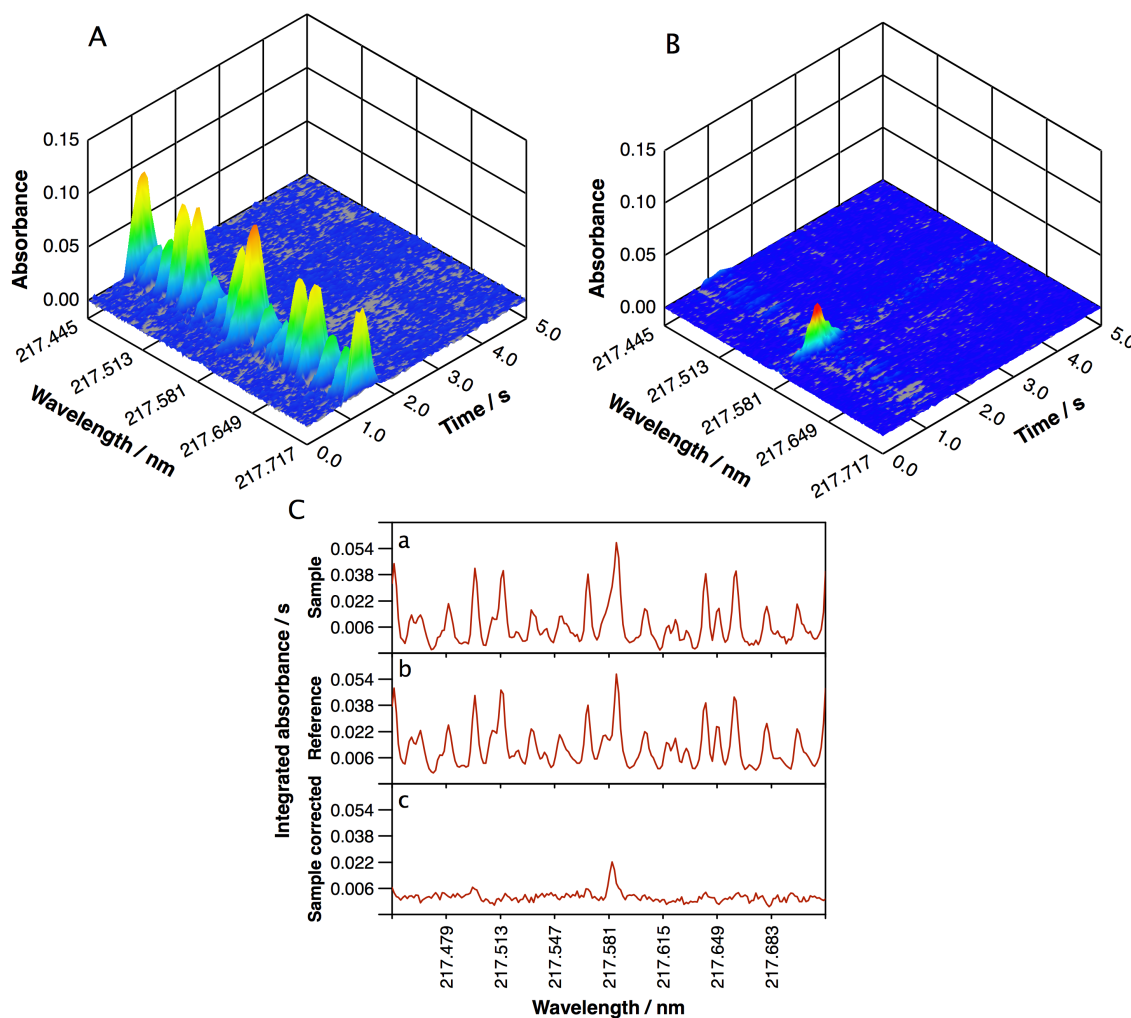 A
0.15
0.10
0.05
0.00
Absorbance
217.445
217.513
217.581
217.649
217.717
Wavelength / nm
0.0
1.0
2.0
3.0
4.0
5.0
Time / s
B
0.15
0.10
0.05
0.00
Absorbance
217.445
217.513
217.581
217.649
217.717
Wavelength / nm
0.0
1.0
2.0
3.0
4.0
5.0
Time / s
C
Integrated absorbance / s
a
Sample
0.054
0.038
0.022
0.006
b
Reference
0.054
0.038
0.022
0.006
c
Sample corrected
0.054
0.038
0.022
0.006
217.479
217.513
217.547
217.581
217.615
217.649
217.683
Wavelength / nm